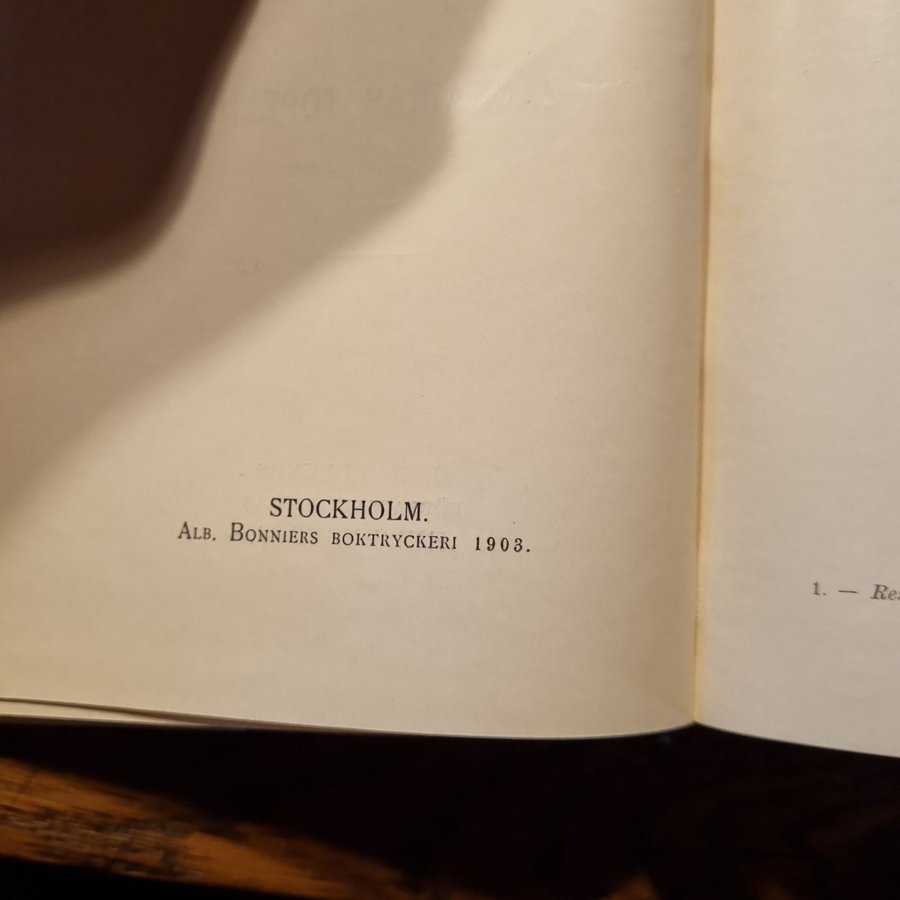 STOCKHOLM.
ALB. BONNIERS BOKTRYCKERI 1903.
1. —